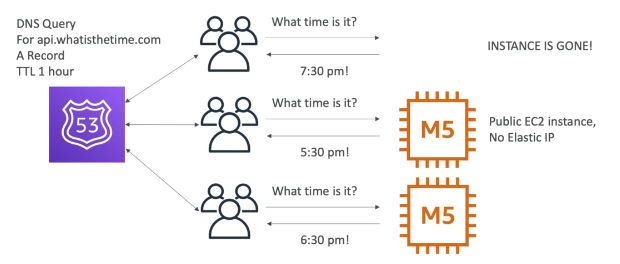 DNS Query
For api.whatisthetime.com
A Record
TTL 1 hour
53
What time is it?
7:30 pm!
INSTANCE IS GONE!
What time is it?
5:30 pm!
M5
Public EC2 instance,
No Elastic IP
What time is it?
6:30 pm!
M5